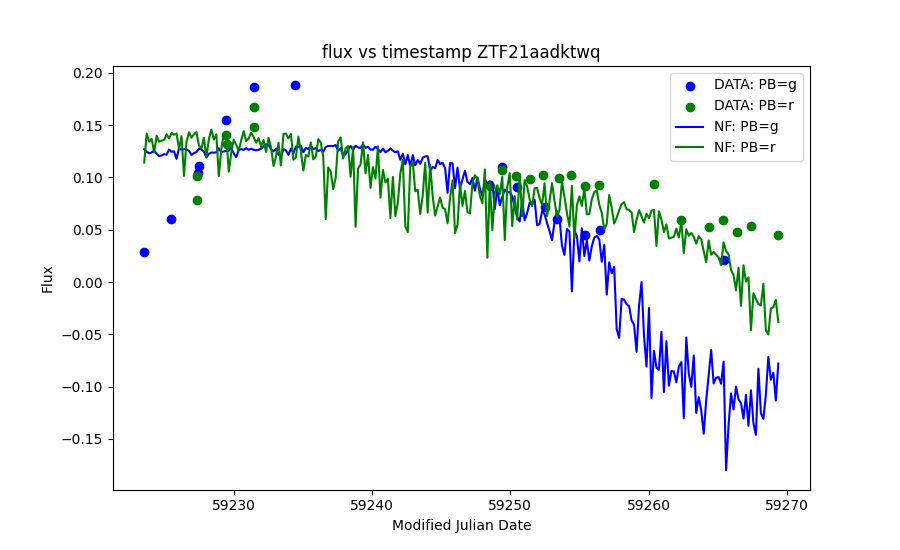 flux vs timestamp ZTF21aadktwq
DATA: PB=g
DATA: PB=r
NF: PB=g
NF: PB=r
0.20
0.15
0.10
0.05
0.00
−0.05
−0.10
−0.15
Flux
59230 59240 59250 59260 59270
Modified Julian Date